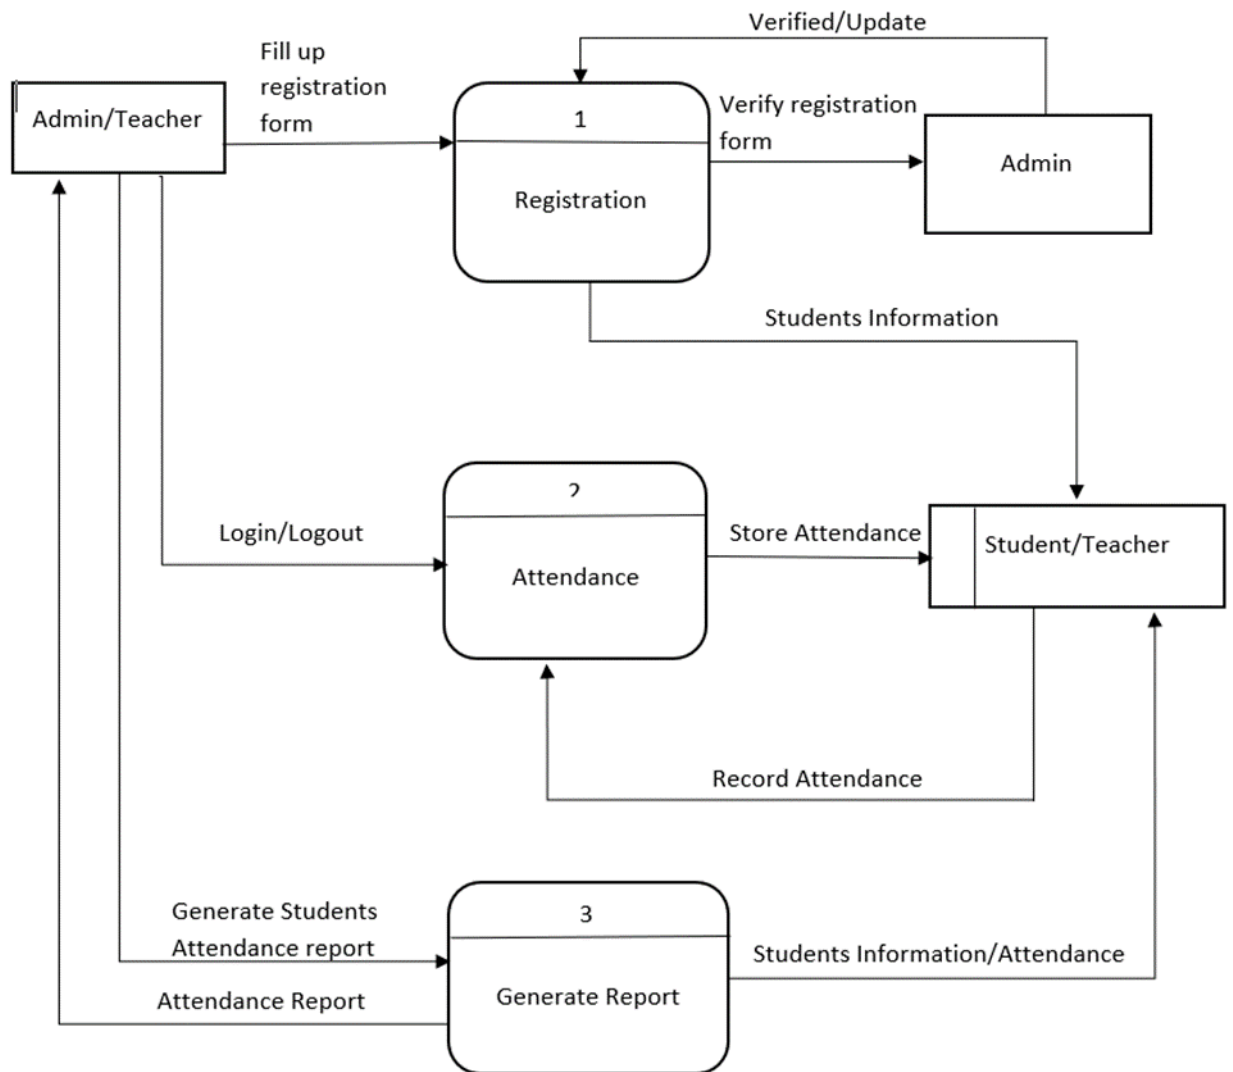 Verified/Update
Fill up
registration
form
Admin/Teacher
1
Registration
Verify registration
form
Admin
Students Information
2
Login/Logout
Attendance
Store Attendance
Student/Teacher
Record Attendance
3
Generate Students
Attendance report
Generate Report
Students Information/Attendance
Attendance Report